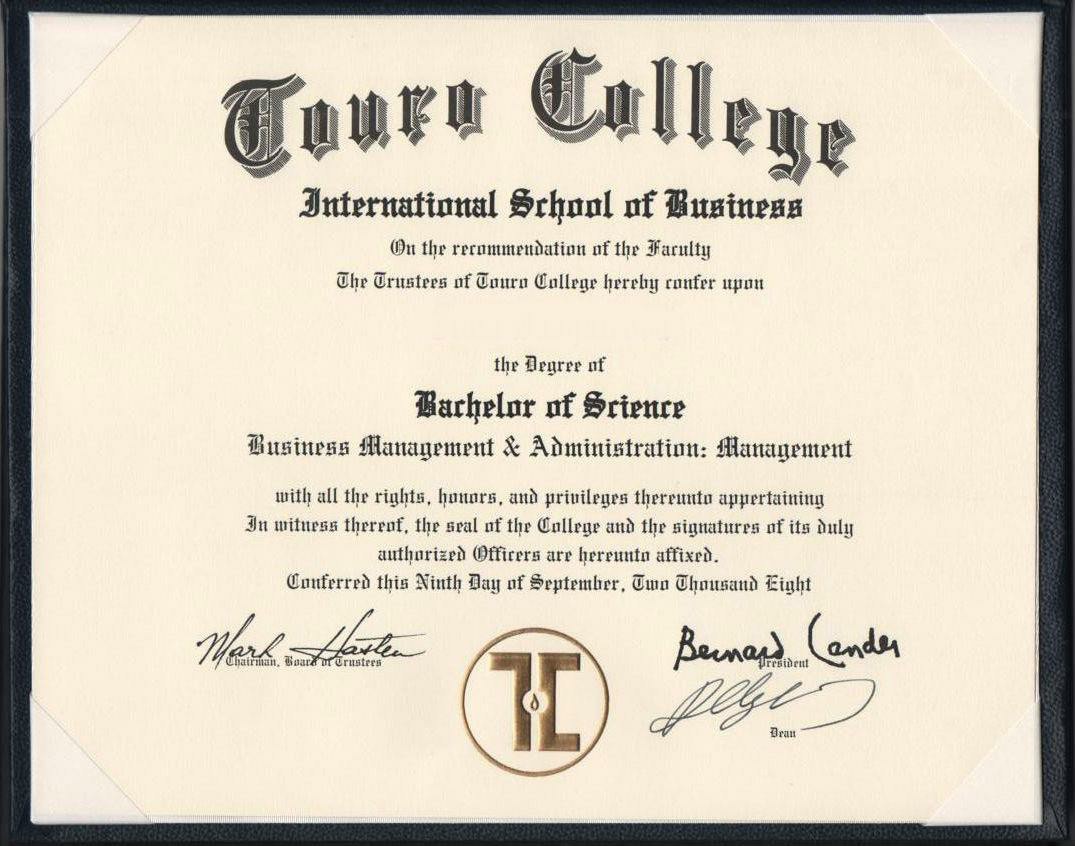 Touro College
International School of Business
On the recommendation of the Faculty
The Trustees of Touro College hereby confer upon
the Degree of
Bachelor of Science
Business Management & Administration: Management
with all the rights, honors, and privileges thereunto appertaining
In witness thereof, the seal of the College and the signatures of its duly
authorized Officers are hereunto affixed.
Conferred this Ninth Day of September, Two Thousand Eight
Mark Hasten
Chairman, Board of Trustees
TC
Bernard Lander
President
Dean